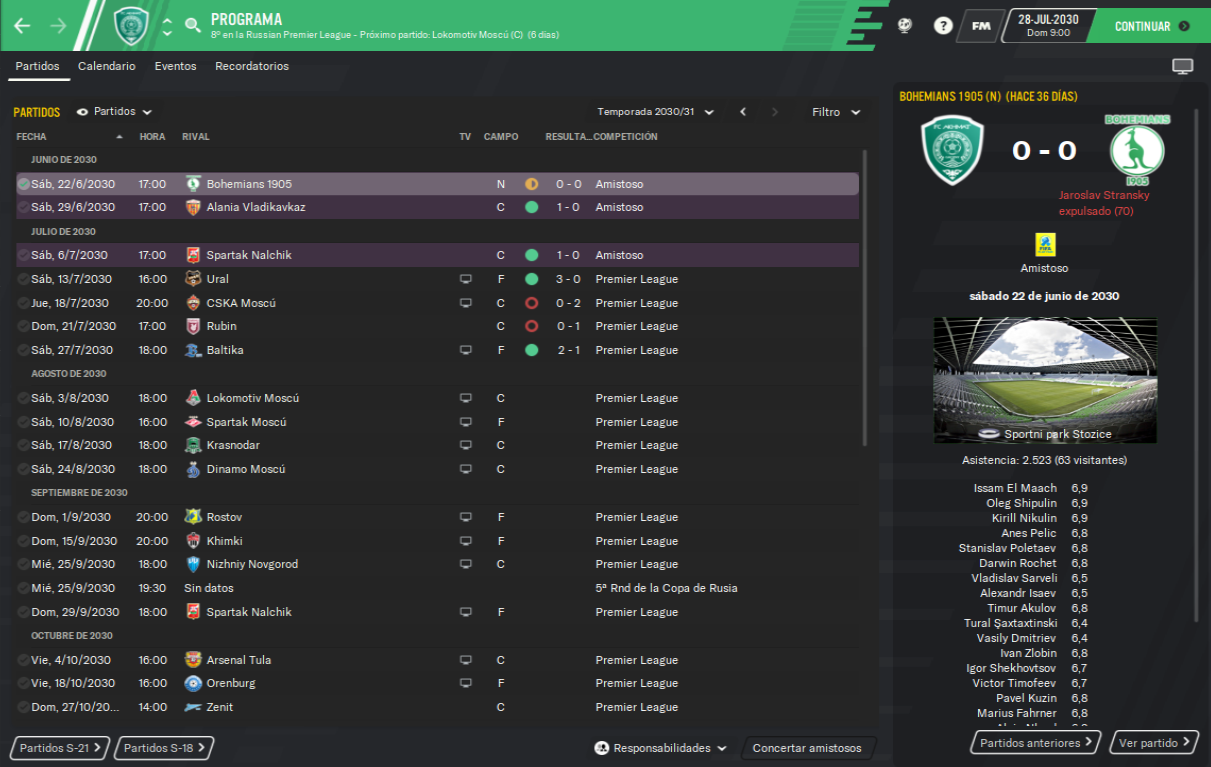 PROGRAMA
8º en la Russian Premier League - Próximo partido: Lokomotiv Moscú (C) (6 días)
?
FM
28-JUL-2030
Dom 9:00
CONTINUAR
Partidos Calendario Eventos Recordatorios
PARTIDOS Partidos Temporada 2030/31 Filtro
FECHA HORA RIVAL TV CAMPO RESULTA... COMPETICIÓN
JUNIO DE 2030
Sáb, 22/6/2030 17:00 Bohemians 1905 N 0 - 0 Amistoso
Sáb, 29/6/2030 17:00 Alania Vladikavkaz C 1 - 0 Amistoso
JULIO DE 2030
Sáb, 6/7/2030 17:00 Spartak Nalchik C 1 - 0 Amistoso
Sáb, 13/7/2030 16:00 Ural F 3 - 0 Premier League
Jue, 18/7/2030 20:00 CSKA Moscú C 0 - 2 Premier League
Dom, 21/7/2030 17:00 Rubin C 0 - 1 Premier League
Sáb, 27/7/2030 18:00 Baltika F 2 - 1 Premier League
AGOSTO DE 2030
Sáb, 3/8/2030 18:00 Lokomotiv Moscú C Premier League
Sáb, 10/8/2030 16:00 Spartak Moscú F Premier League
Sáb, 17/8/2030 18:00 Krasnodar C Premier League
Sáb, 24/8/2030 18:00 Dinamo Moscú C Premier League
SEPTIEMBRE DE 2030
Dom, 1/9/2030 20:00 Rostov F Premier League
Dom, 15/9/2030 20:00 Khimki F Premier League
Mié, 25/9/2030 18:00 Nizhniy Novgorod C Premier League
Mié, 25/9/2030 19:30 Sin datos 5ª Rnd de la Copa de Rusia
Dom, 29/9/2030 18:00 Spartak Nalchik F Premier League
OCTUBRE DE 2030
Vie, 4/10/2030 16:00 Arsenal Tula C Premier League
Vie, 18/10/2030 16:00 Orenburg F Premier League
Dom, 27/10/20... 14:00 Zenit C Premier League
Partidos S-21 Partidos S-18 Responsabilidades Concertar amistosos
BOHEMIANS 1905 (N) (HACE 36 DÍAS)
FC AKHMAT
0 - 0
BOHEMIANS
1905
Jaroslav Stransky
expulsado (70)
FIFA
Amistoso
sábado 22 de junio de 2030
Sportni park Stozice
Asistencia: 2.523 (63 visitantes)
Issam El Maach 6,9
Oleg Shipulin 6,9
Kirill Nikulin 6,9
Anes Pelic 6,8
Stanislav Poletaev 6,8
Darwin Rochet 6,8
Vladislav Sarveli 6,5
Alexandr Isaev 6,5
Timur Akulov 6,8
Tural Şaxtaxtinski 6,4
Vasily Dmitriev 6,4
Ivan Zlobin 6,8
Igor Shekhovtsov 6,7
Victor Timofeev 6,7
Pavel Kuzin 6,8
Marius Fahrner 6,8
Partidos anteriores Ver partido